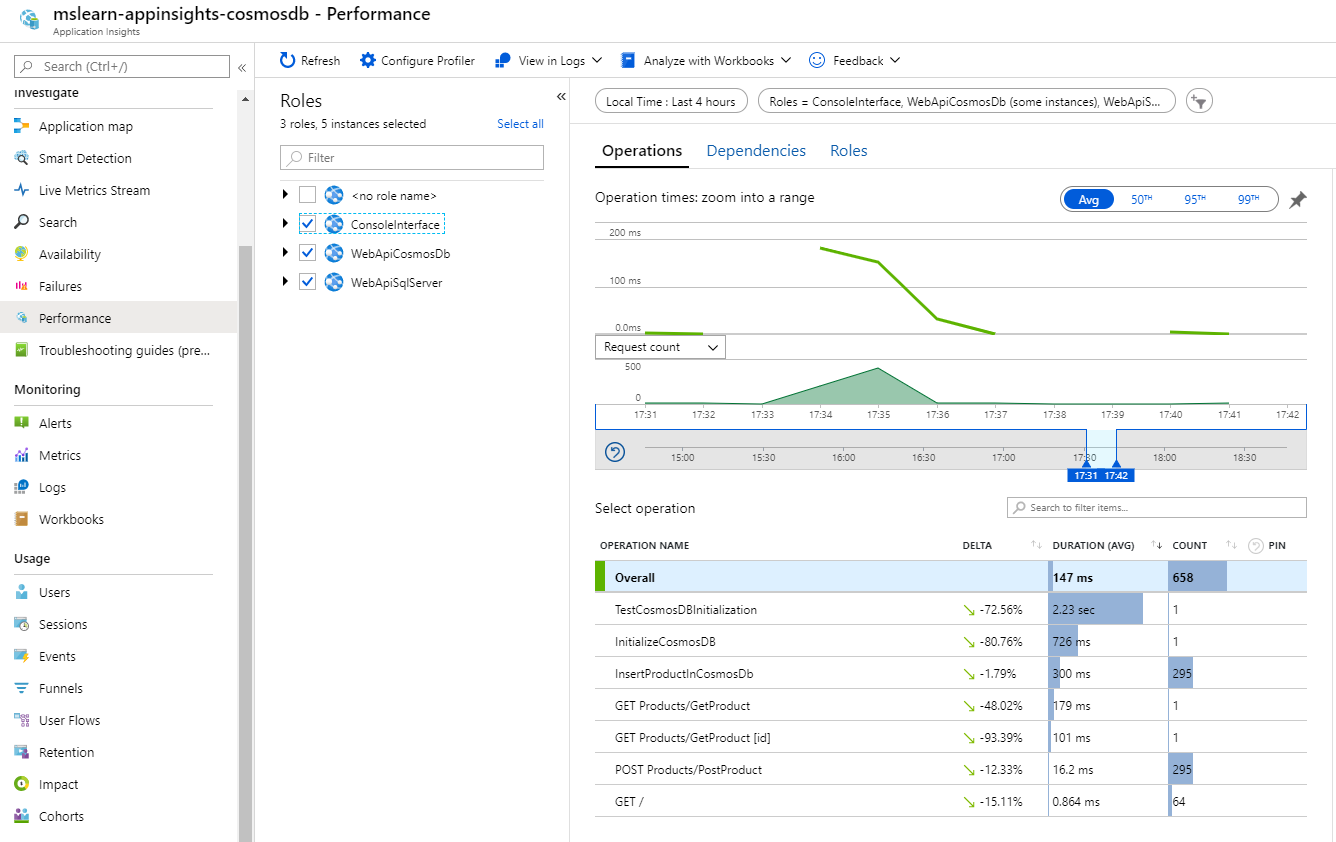 mslearn-appinsights-cosmosdb - Performance
Application Insights
Search (Ctrl+/)
«
Investigate
Application map
Smart Detection
Live Metrics Stream
Search
Availability
Failures
Performance
Troubleshooting guides (pre...
Monitoring
Alerts
Metrics
Logs
Workbooks
Usage
Users
Sessions
Events
Funnels
User Flows
Retention
Impact
Cohorts
Refresh
Configure Profiler
View in Logs
Analyze with Workbooks
Feedback
Roles
«
3 roles, 5 instances selected
Select all
Filter
<no role name>
ConsoleInterface
WebApiCosmosDb
WebApiSqlServer
Local Time : Last 4 hours
Roles = ConsoleInterface, WebApiCosmosDb (some instances), WebApiS...
Operations Dependencies Roles
Operation times: zoom into a range
Avg 50TH 95TH 99TH
200 ms
100 ms
0.0ms
Request count
500
0
17:31 17:32 17:33 17:34 17:35 17:36 17:37 17:38 17:39 17:40 17:41 17:42
15:00 15:30 16:00 16:30 17:00 17:30 18:00 18:30
17:31 17:42
Select operation
Search to filter items...
OPERATION NAME DELTA DURATION (AVG) COUNT PIN
Overall 147 ms 658
TestCosmosDBInitialization -72.56% 2.23 sec 1
InitializeCosmosDB -80.76% 726 ms 1
InsertProductInCosmosDb -1.79% 300 ms 295
GET Products/GetProduct -48.02% 179 ms 1
GET Products/GetProduct [id] -93.39% 101 ms 1
POST Products/PostProduct -12.33% 16.2 ms 295
GET / -15.11% 0.864 ms 64